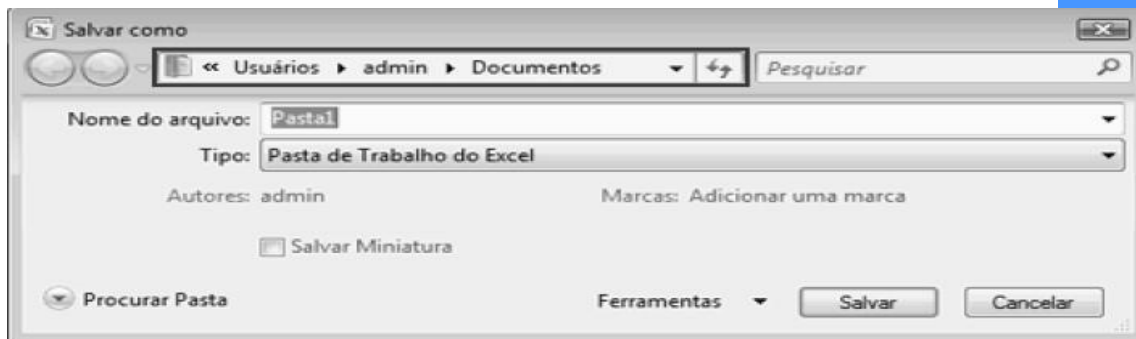 Salvar como
« Usuários ▸ admin ▸ Documentos Pesquisar
Nome do arquivo: Pasta1
Tipo: Pasta de Trabalho do Excel
Autores: admin Marcas: Adicionar uma marca
Salvar Miniatura
Procurar Pasta Ferramentas Salvar Cancelar